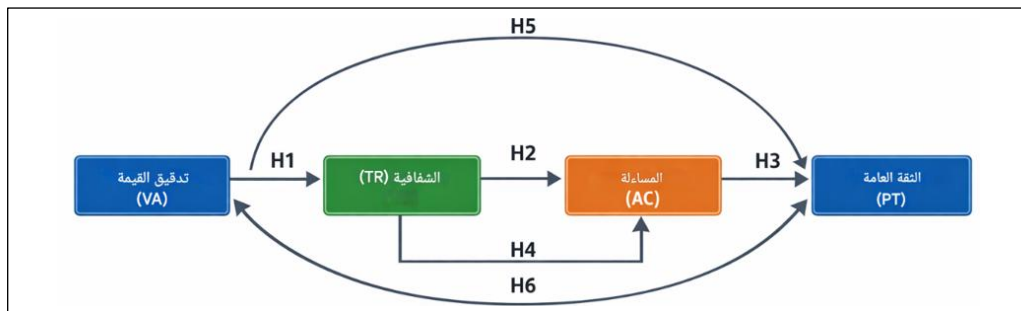 H5
H1
H2
H3
تدقيق القيمة
(VA)
الشفافية (TR)
المساءلة
(AC)
الثقة العامة
(PT)
H4
H6